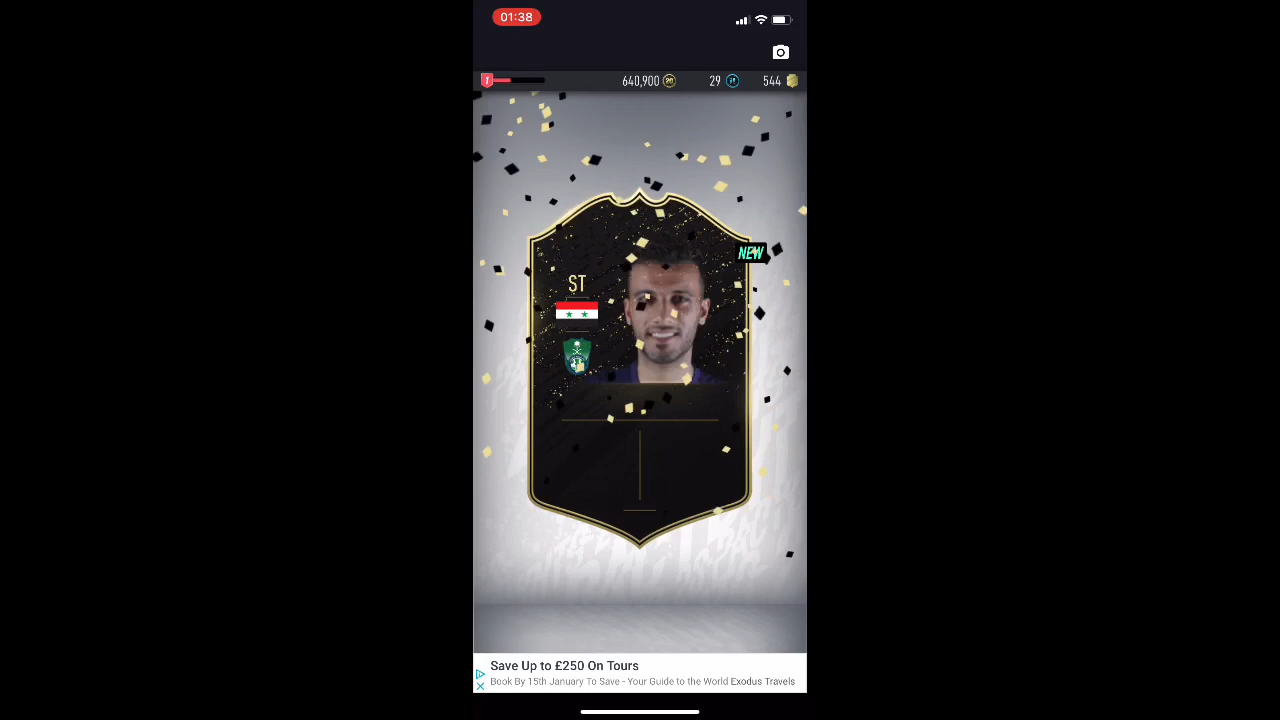 01:38
1 640,900 29 544
NEW
ST
Save Up to £250 On Tours
Book By 15th January To Save - Your Guide to the World Exodus Travels